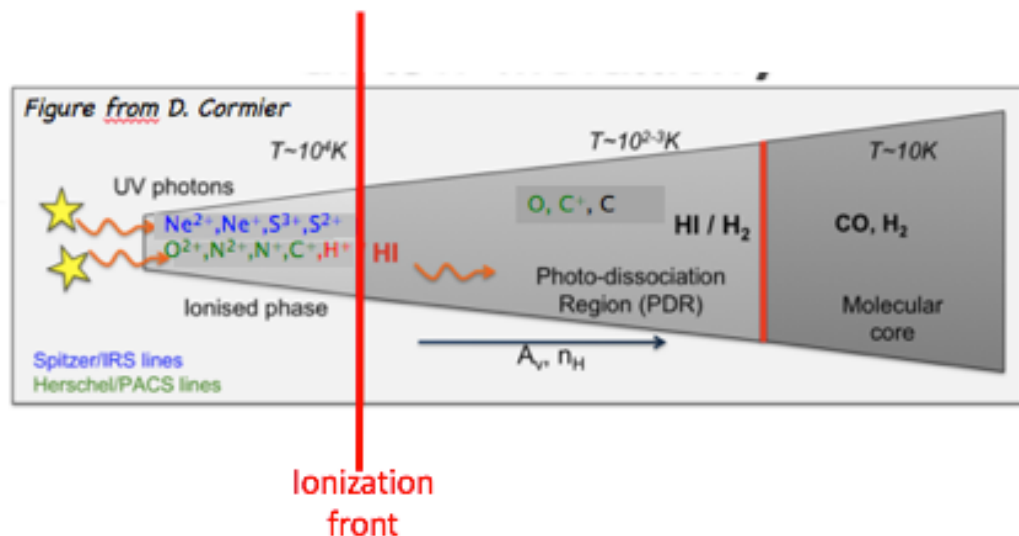 Figure from D. Cormier
T~10⁴K
T~10²⁻³K
T~10K
UV photons
Ne²⁺,Ne⁺,S³⁺,S²⁺
O²⁺,N²⁺,N⁺,C⁺,H⁺ HI
O, C⁺, C
HI / H₂
CO, H₂
Ionised phase
Photo-dissociation
Region (PDR)
Molecular
core
Aᵥ, n_H
Spitzer/IRS lines
Herschel/PACS lines
Ionization
front